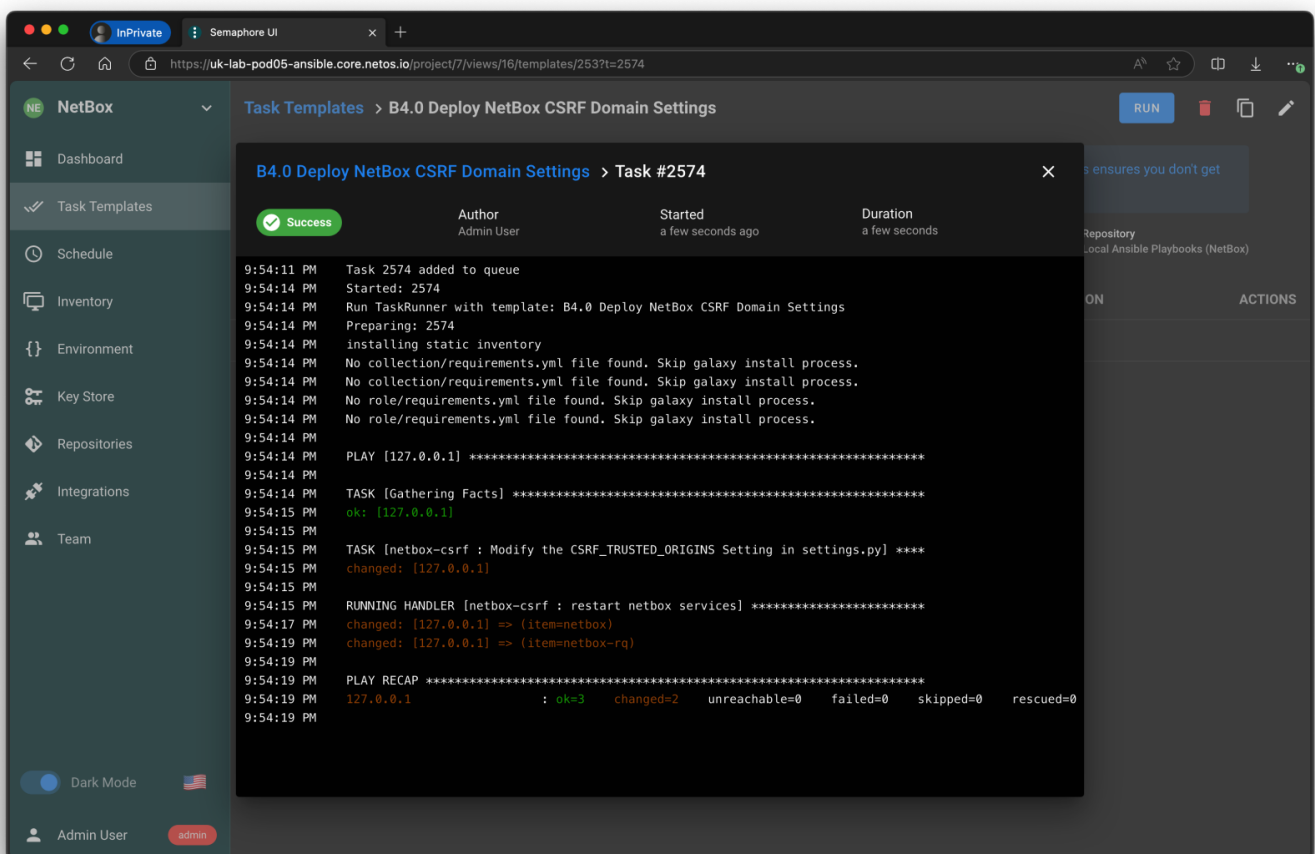 InPrivate
Semaphore UI
https://uk-lab-pod05-ansible.core.netos.io/project/7/views/16/templates/253?t=2574
NE NetBox
Task Templates > B4.0 Deploy NetBox CSRF Domain Settings
RUN
Dashboard
Task Templates
Schedule
Inventory
Environment
Key Store
Repositories
Integrations
Team
Dark Mode
Admin User admin
s ensures you don't get
Repository
Local Ansible Playbooks (NetBox)
ON ACTIONS
B4.0 Deploy NetBox CSRF Domain Settings > Task #2574
Success
Author
Admin User
Started
a few seconds ago
Duration
a few seconds
9:54:11 PM Task 2574 added to queue
9:54:14 PM Started: 2574
9:54:14 PM Run TaskRunner with template: B4.0 Deploy NetBox CSRF Domain Settings
9:54:14 PM Preparing: 2574
9:54:14 PM installing static inventory
9:54:14 PM No collection/requirements.yml file found. Skip galaxy install process.
9:54:14 PM No collection/requirements.yml file found. Skip galaxy install process.
9:54:14 PM No role/requirements.yml file found. Skip galaxy install process.
9:54:14 PM No role/requirements.yml file found. Skip galaxy install process.
9:54:14 PM
9:54:14 PM PLAY [127.0.0.1] ***************************************************************
9:54:14 PM
9:54:14 PM TASK [Gathering Facts] *********************************************************
9:54:15 PM ok: [127.0.0.1]
9:54:15 PM
9:54:15 PM TASK [netbox-csrf : Modify the CSRF_TRUSTED_ORIGINS Setting in settings.py] ****
9:54:15 PM changed: [127.0.0.1]
9:54:15 PM
9:54:15 PM RUNNING HANDLER [netbox-csrf : restart netbox services] ************************
9:54:17 PM changed: [127.0.0.1] => (item=netbox)
9:54:19 PM changed: [127.0.0.1] => (item=netbox-rq)
9:54:19 PM
9:54:19 PM PLAY RECAP *********************************************************************
9:54:19 PM 127.0.0.1 : ok=3 changed=2 unreachable=0 failed=0 skipped=0 rescued=0
9:54:19 PM